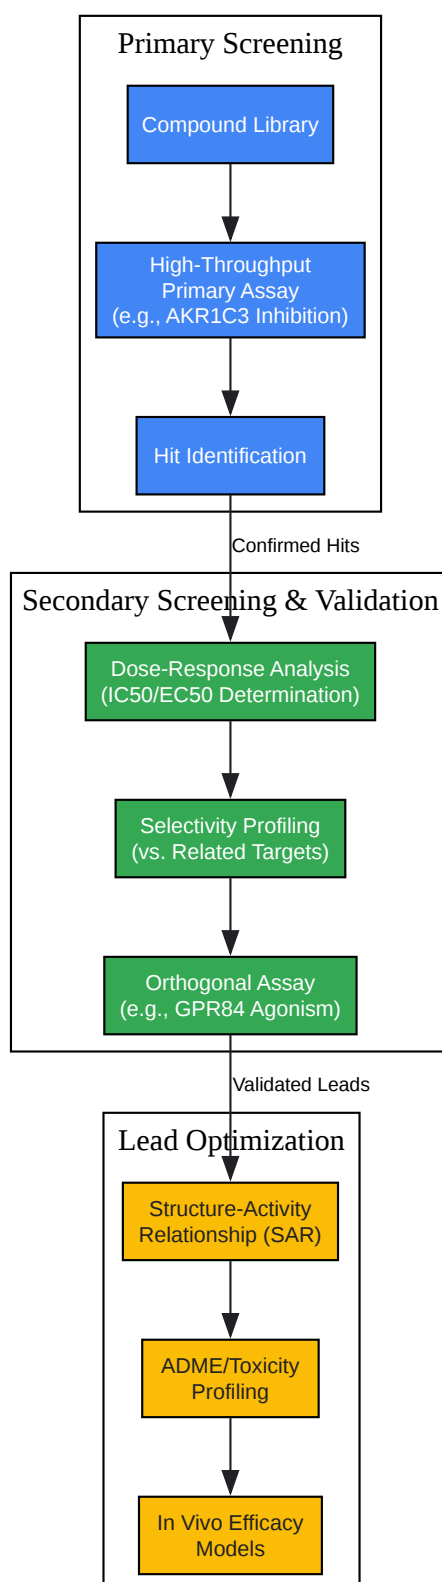 Primary Screening
Compound Library
High-Throughput
Primary Assay
(e.g., AKR1C3 Inhibition)
Hit Identification
Confirmed Hits
Secondary Screening & Validation
Dose-Response Analysis
(IC50/EC50 Determination)
Selectivity Profiling
(vs. Related Targets)
Orthogonal Assay
(e.g., GPR84 Agonism)
Validated Leads
Lead Optimization
Structure-Activity
Relationship (SAR)
ADME/Toxicity
Profiling
In Vivo Efficacy
Models